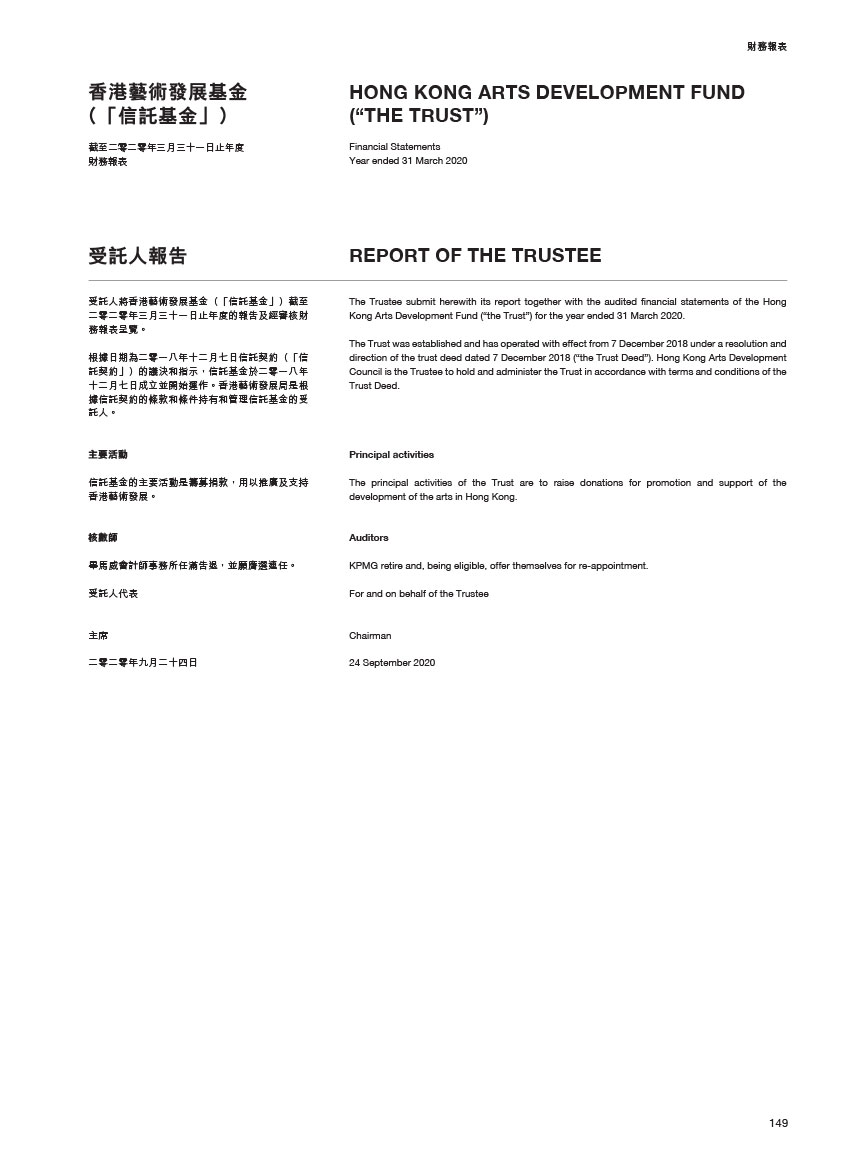 財務報表
香港藝術發展基金
（「信託基金」）
截至二零二零年三月三十一日止年度
財務報表
HONG KONG ARTS DEVELOPMENT FUND
(“THE TRUST”)
Financial Statements
Year ended 31 March 2020
受託人報告
REPORT OF THE TRUSTEE
受託人將香港藝術發展基金（「信託基金」）截至
二零二零年三月三十一日止年度的報告及經審核財
務報表呈覽。
The Trustee submit herewith its report together with the audited financial statements of the Hong
Kong Arts Development Fund (“the Trust”) for the year ended 31 March 2020.
根據日期為二零一八年十二月七日信託契約（「信
託契約」）的議決和指示，信託基金於二零一八年
十二月七日成立並開始運作。香港藝術發展局是根
據信託契約的條款和條件持有和管理信託基金的受
託人。
The Trust was established and has operated with effect from 7 December 2018 under a resolution and
direction of the trust deed dated 7 December 2018 (“the Trust Deed”). Hong Kong Arts Development
Council is the Trustee to hold and administer the Trust in accordance with terms and conditions of the
Trust Deed.
主要活動
Principal activities
信託基金的主要活動是籌募捐款，用以推廣及支持
香港藝術發展。
The principal activities of the Trust are to raise donations for promotion and support of the
development of the arts in Hong Kong.
核數師
Auditors
畢馬威會計師事務所任滿告退，並願膺選連任。
KPMG retire and, being eligible, offer themselves for re-appointment.
受託人代表
For and on behalf of the Trustee
主席
Chairman
二零二零年九月二十四日
24 September 2020
149